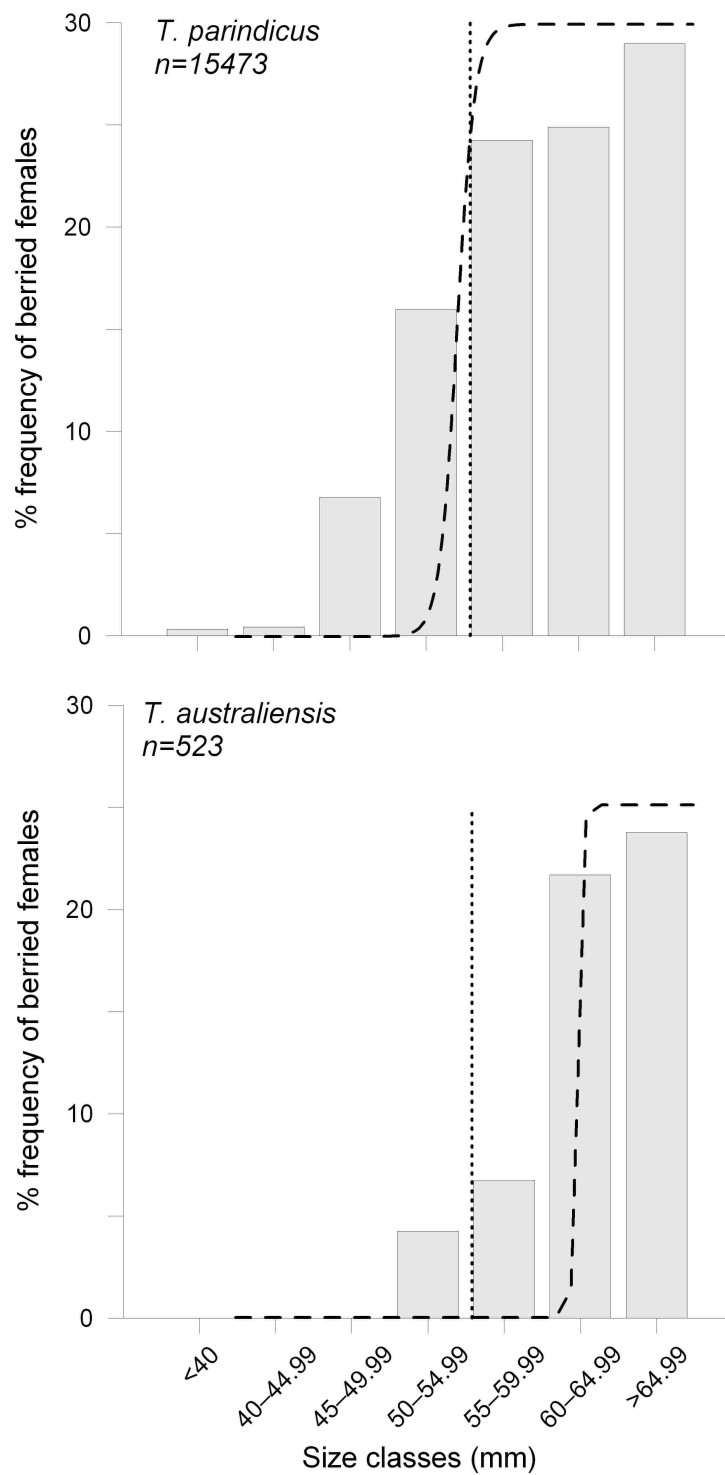 T. parindicus
n=15473
% frequency of berried females
30
20
10
0
T. australiensis
n=523
% frequency of berried females
30
20
10
0
<40
40–44.99
45–49.99
50–54.99
55–59.99
60–64.99
>64.99
Size classes (mm)